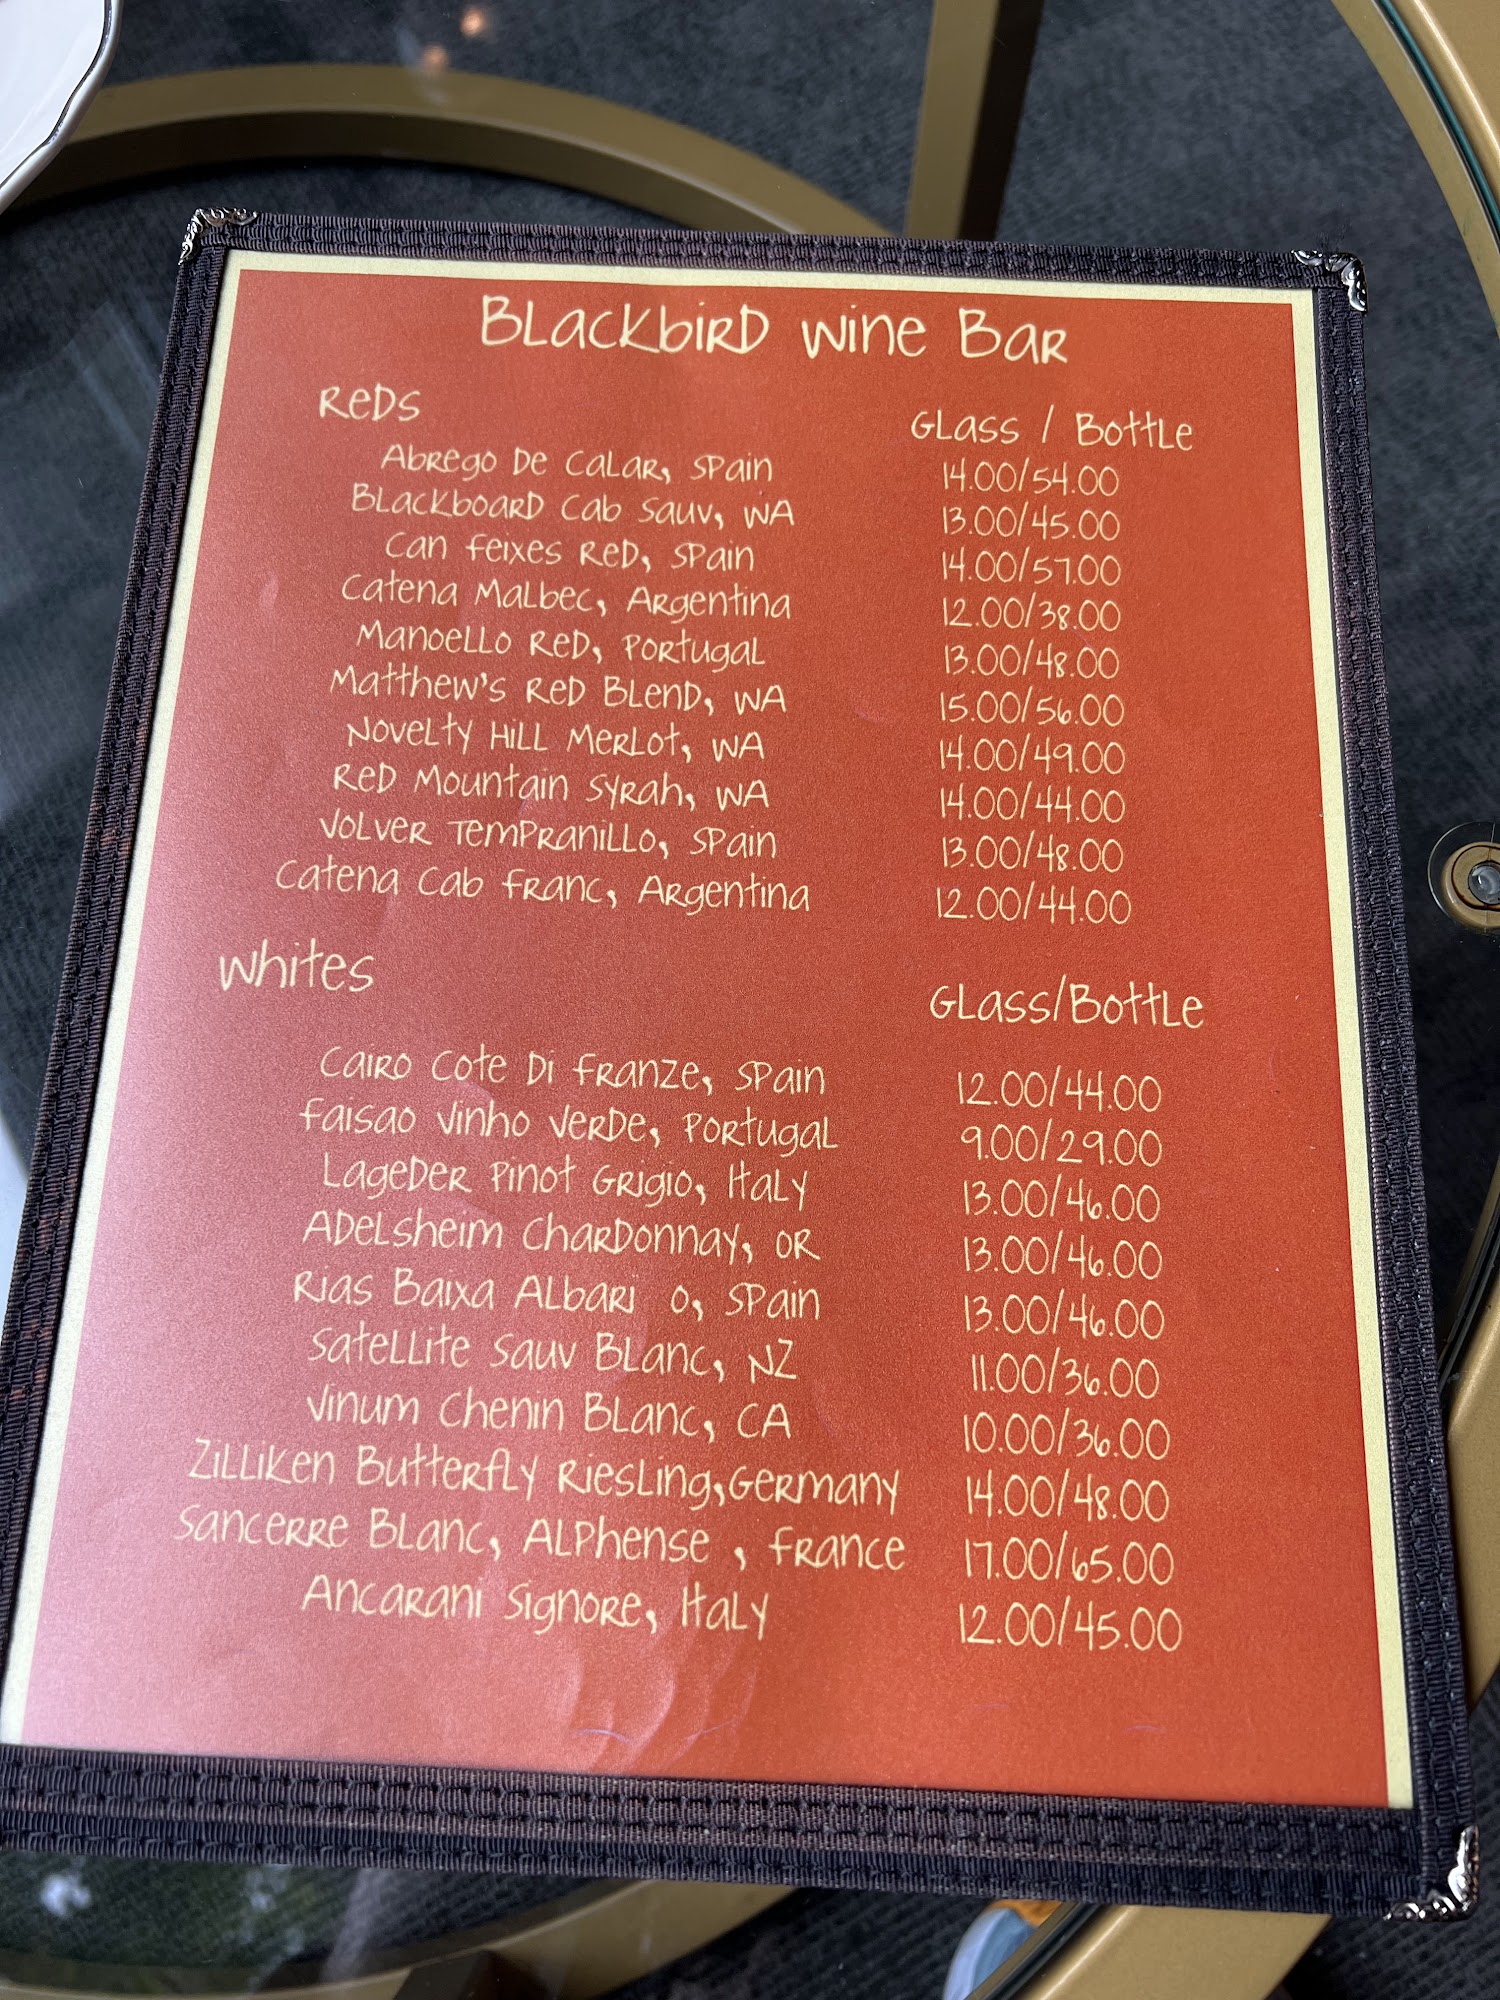 Blackbird Wine Bar
Reds
Glass / Bottle
Abrego De Calar, Spain 14.00/54.00
Blackboard Cab Sauv, WA 13.00/45.00
Can Feixes Red, Spain 14.00/57.00
Catena Malbec, Argentina 12.00/38.00
Manoello Red, Portugal 13.00/48.00
Matthew's Red Blend, WA 15.00/56.00
Novelty Hill Merlot, WA 14.00/49.00
Red Mountain Syrah, WA 14.00/44.00
Volver Tempranillo, Spain 13.00/48.00
Catena Cab Franc, Argentina 12.00/44.00
Whites
Glass/Bottle
Cairo Cote Di Franze, Spain 12.00/44.00
Faisao Vinho Verde, Portugal 9.00/29.00
Lageder Pinot Grigio, Italy 13.00/46.00
Adelsheim Chardonnay, OR 13.00/46.00
Rias Baixa Albari o, Spain 13.00/46.00
Satellite Sauv Blanc, NZ 11.00/36.00
Vinum Chenin Blanc, CA 10.00/36.00
Zilliken Butterfly Riesling,Germany 14.00/48.00
Sancerre Blanc, Alphense , France 17.00/65.00
Ancarani Signore, Italy 12.00/45.00